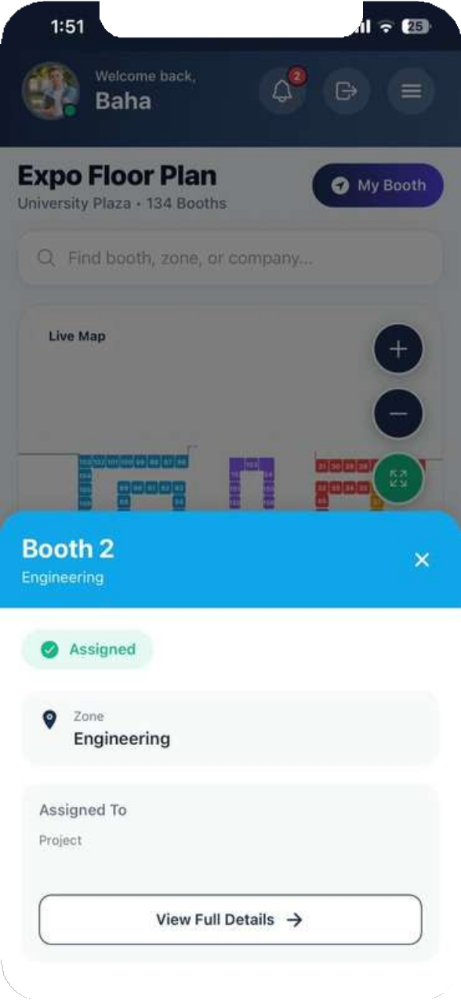 1:51
25
Welcome back,
Baha
2
Expo Floor Plan
University Plaza • 134 Booths
My Booth
Find booth, zone, or company...
Live Map
Booth 2
Engineering
Assigned
Zone
Engineering
Assigned To
Project
View Full Details